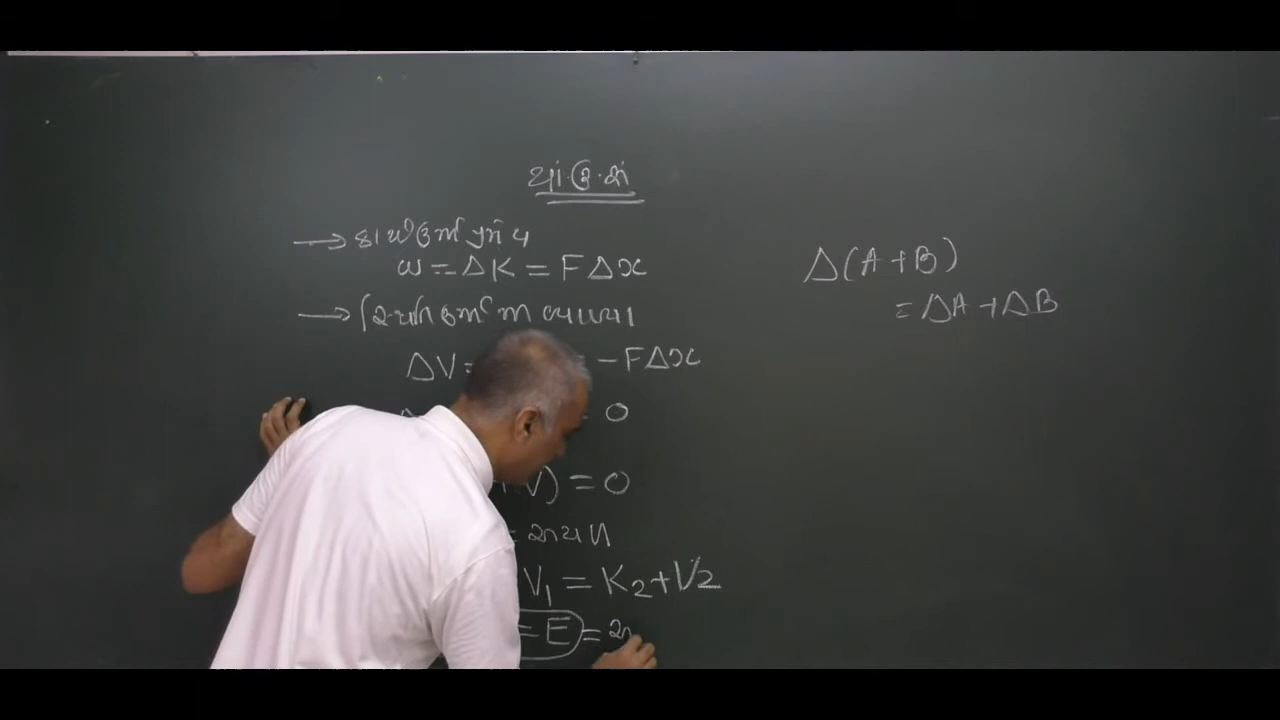 યાં.ઊ.સં
→ કાર્યઊર્જા પ્રમેય
W = ΔK = FΔx
→ સ્થિતિઊર્જાની વ્યાખ્યા
ΔV = − FΔx
= 0
V) = 0
= અચળ
V₁ = K₂ + V₂
= E = અ
Δ(A + B)
= ΔA + ΔB